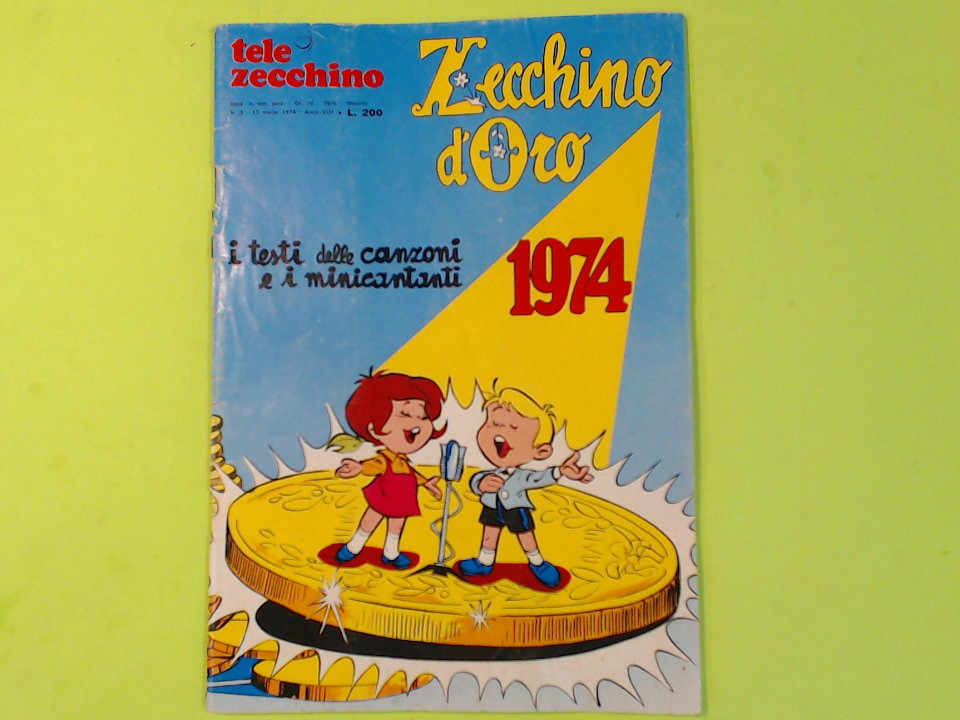 tele
zecchino
L. 200
Zecchino
d'Oro
i testi delle canzoni
e i minicantanti
1974